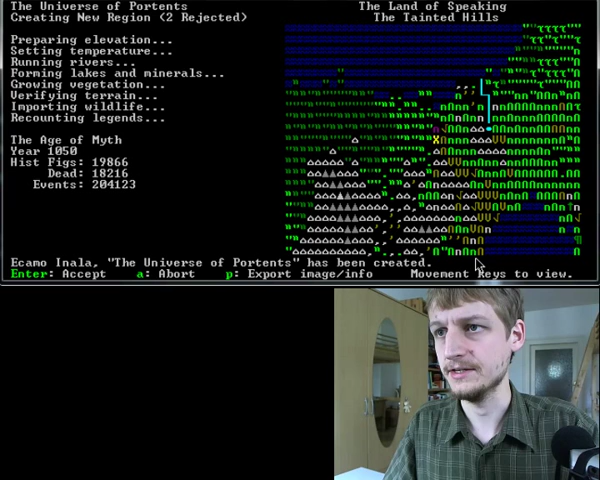 The Universe of Portents
Creating New Region (2 Rejected)
The Land of Speaking
The Tainted Hills
Preparing elevation...
Setting temperature...
Running rivers...
Forming lakes and minerals...
Growing vegetation...
Verifying terrain...
Importing wildlife...
Recounting legends...
The Age of Myth
Year 1050
Hist Figs: 19866
Dead: 18216
Events: 204123
Ecamo Inala, "The Universe of Portents" has been created.
Enter: Accept a: Abort p: Export image/info Movement keys to view.